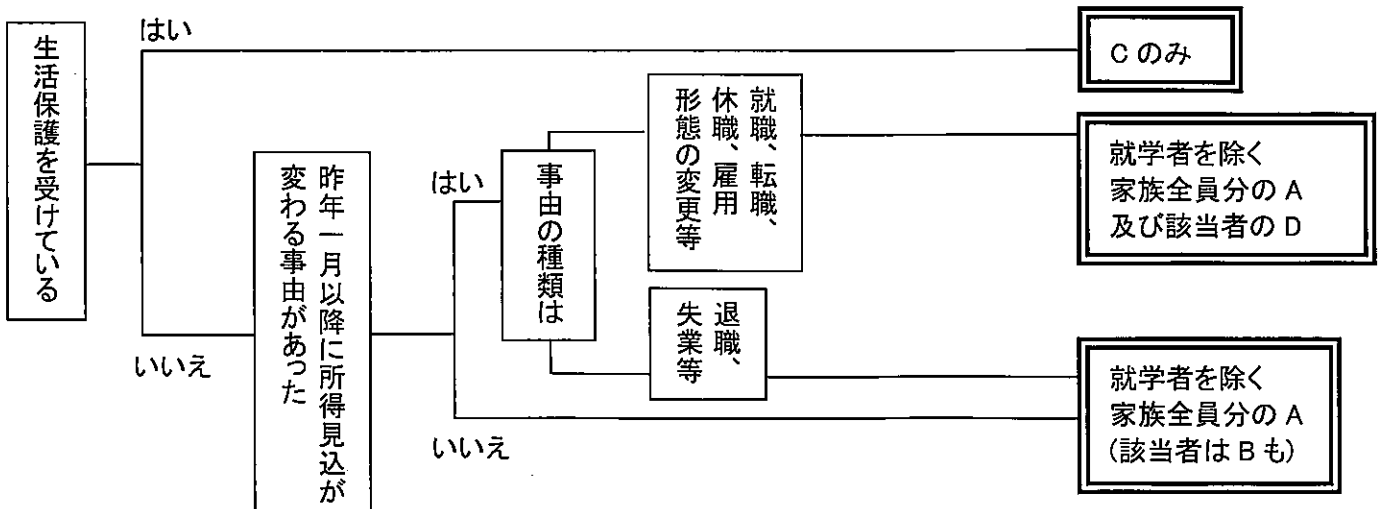 生活保護を受けている
はい
いいえ
昨年一月以降に所得見込が
変わる事由があった
はい
いいえ
事由の種類は
就職、転職、
休職、雇用
形態の変更等
退職、
失業等
Cのみ
就学者を除く
家族全員分のA
及び該当者のD
就学者を除く
家族全員分のA
(該当者はBも)